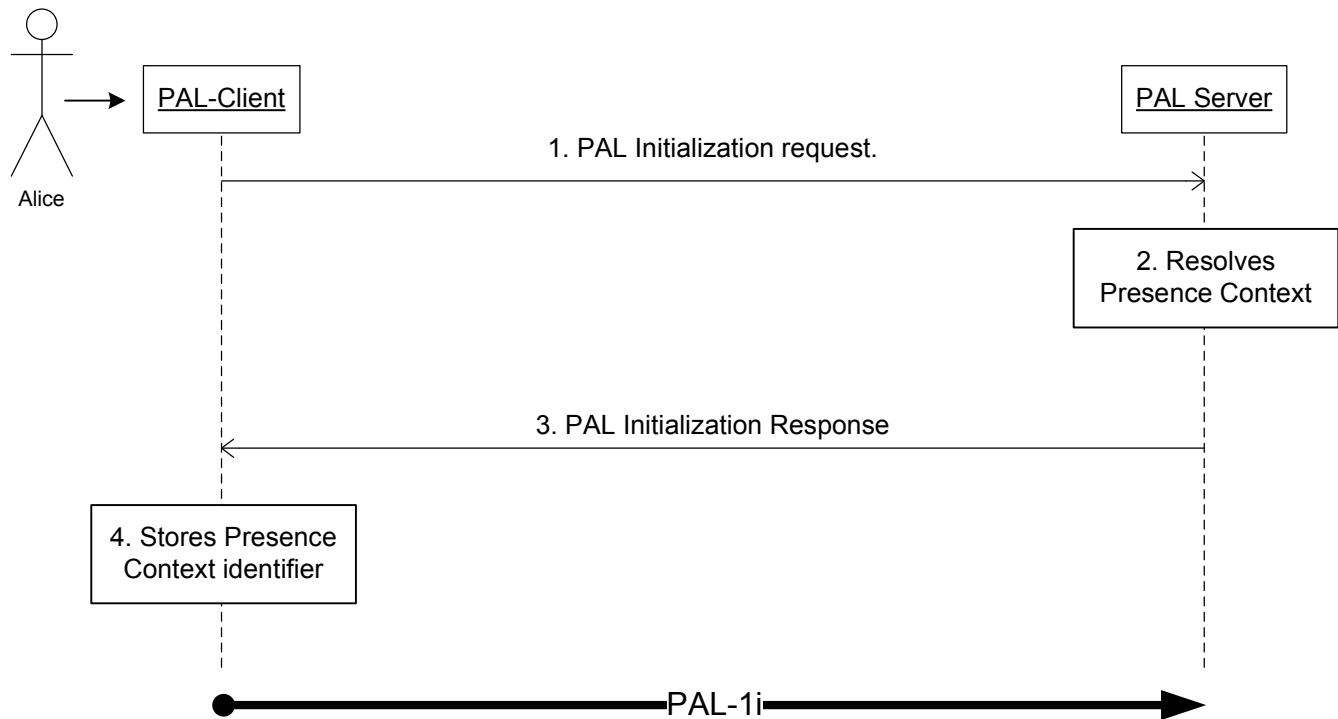 PAL-Client
PAL Server
1. PAL Initialization request.
Alice
2. Resolves
Presence Context
3. PAL Initialization Response
4. Stores Presence
Context identifier
PAL-1i